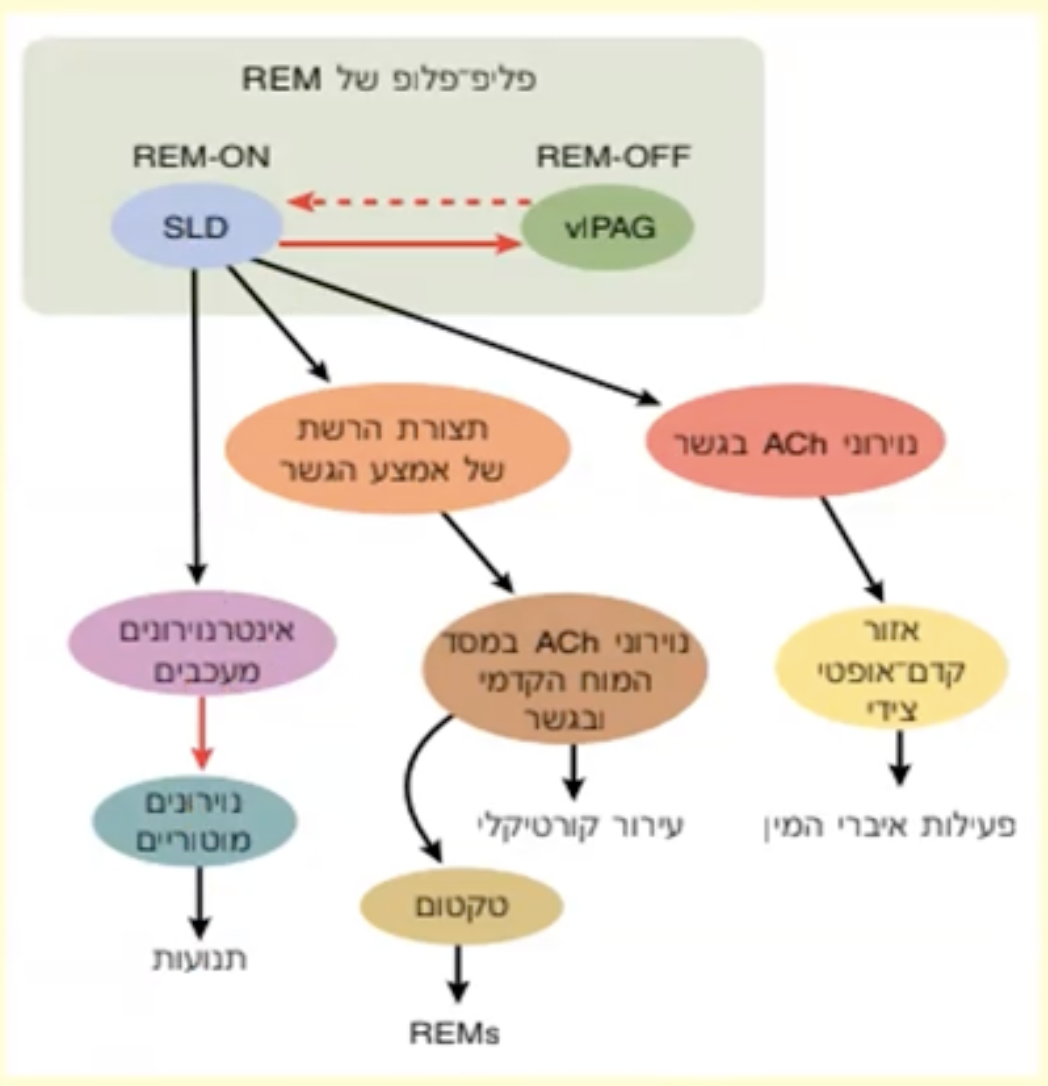 פליפ־פלופ של REM
REM-ON
REM-OFF
SLD
vlPAG
תצורת הרשת
של אמצע הגשר
נוירוני ACh בגשר
אינטרנוירונים
מעכבים
נוירוני ACh במסד
המוח הקדמי
ובגשר
אזור
קדם־אופטי
צידי
נוירונים
מוטוריים
עירור קורטיקלי
פעילות איברי המין
טקטום
תנועות
REMs